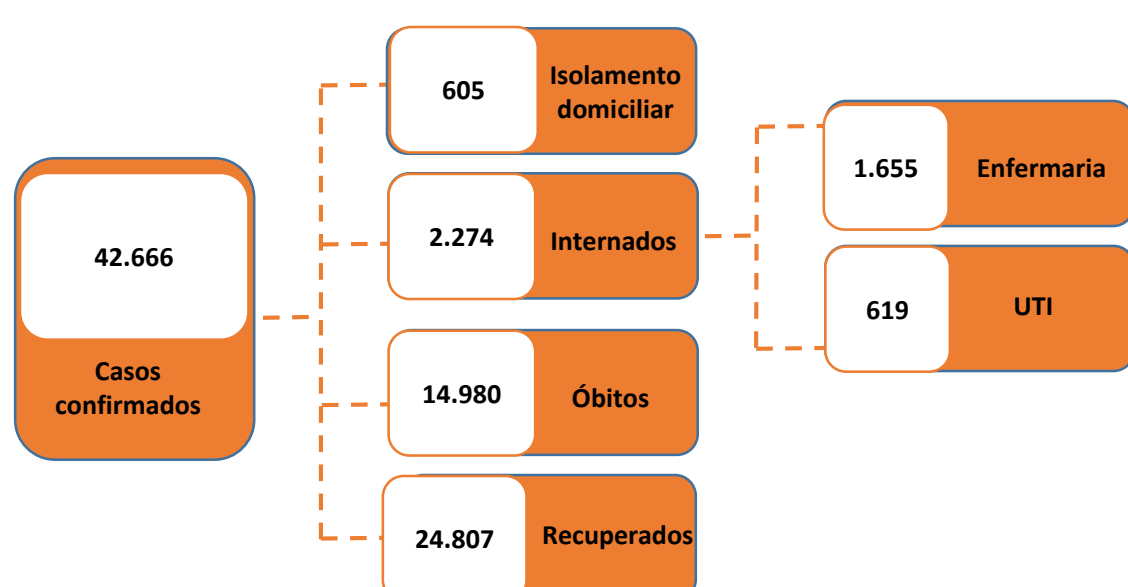 42.666
Casos
confirmados
605
Isolamento
domiciliar
2.274
Internados
14.980
Óbitos
24.807
Recuperados
1.655
Enfermaria
619
UTI